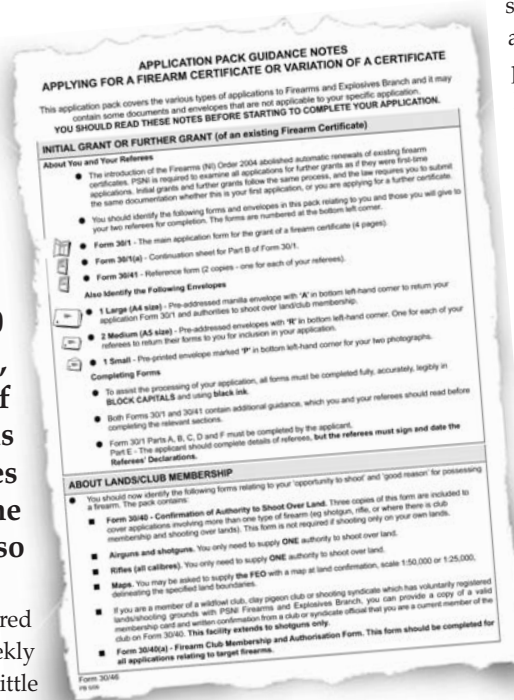 APPLICATION PACK GUIDANCE NOTES
APPLYING FOR A FIREARM CERTIFICATE OR VARIATION OF A CERTIFICATE
This application pack covers the various types of applications to Firearms and Explosives Branch and it may
contain some documents and envelopes that are not applicable to your specific application.
YOU SHOULD READ THESE NOTES BEFORE STARTING TO COMPLETE YOUR APPLICATION.
INITIAL GRANT OR FURTHER GRANT (of an existing Firearm Certificate)
About You and Your Referees
● The introduction of the Firearms (NI) Order 2004 abolished automatic renewals of existing firearm
certificates, PSNI is required to examine all applications for further grants as if they were first-time
applications. Initial grants and further grants follow the same process, and the law requires you to submit
the same documentation whether this is your first application, or you are applying for a further certificate.
● You should identify the following forms and envelopes in this pack relating to you and those you will give to
your two referees for completion. The forms are numbered at the bottom left corner.
● Form 30/1 - The main application form for the grant of a firearm certificate (4 pages).
● Form 30/1(a) - Continuation sheet for Part B of Form 30/1.
● Form 30/41 - Reference form (2 copies - one for each of your referees).
Also Identify the Following Envelopes
● 1 Large (A4 size) - Pre-addressed manilla envelope with 'A' in bottom left-hand corner to return your
application Form 30/1 and authorities to shoot over land/club membership.
● 2 Medium (A5 size) - Pre-addressed envelopes with 'R' in bottom left-hand corner. One for each of your
referees to return their forms to you for inclusion in your application.
● 1 Small - Pre-printed envelope marked 'P' in bottom left-hand corner for your two photographs.
Completing Forms
● To assist the processing of your application, all forms must be completed fully, accurately, legibly in
BLOCK CAPITALS and using black ink.
● Both Forms 30/1 and 30/41 contain additional guidance, which you and your referees should read before
completing the relevant sections.
● Form 30/1 Parts A, B, C, D and F must be completed by the applicant.
Part E - The applicant should complete details of referees, but the referees must sign and date the
Referees' Declarations.
ABOUT LANDS/CLUB MEMBERSHIP
● You should now identify the following forms relating to your 'opportunity to shoot' and 'good reason' for possessing
a firearm. The pack contains:
■ Form 30/40 - Confirmation of Authority to Shoot Over Land. Three copies of this form are included to
cover applications involving more than one type of firearm (eg shotgun, rifle, or where there is club
membership and shooting over lands). This form is not required if shooting only on your own lands.
■ Airguns and shotguns. You only need to supply ONE authority to shoot over land.
■ Rifles (all calibres). You only need to supply ONE authority to shoot over land.
■ Maps. You may be asked to supply the FEO with a map at land confirmation, scale 1:50,000 or 1:25,000,
delineating the specified land boundaries.
■ If you are a member of a wildfowl club, clay pigeon club or shooting syndicate which has voluntarily registered
lands/shooting grounds with PSNI Firearms and Explosives Branch, you can provide a copy of a valid
membership card and written confirmation from a club or syndicate official that you are a current member of the
club on Form 30/40. This facility extends to shotguns only.
■ Form 30/40(a) - Firearm Club Membership and Authorisation Form. This form should be completed for
all applications relating to target firearms.
Form 30/46